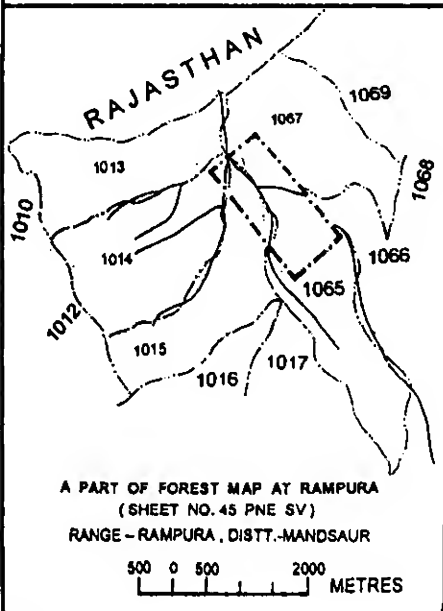 RAJASTHAN
1069
1067
1013
1068
1010
1014
1066
1065
1012
1015
1016
1017
A PART OF FOREST MAP AT RAMPURA
(SHEET NO. 45 PNE SV)
RANGE – RAMPURA, DISTT.-MANDSAUR
500 0 500 2000
METRES